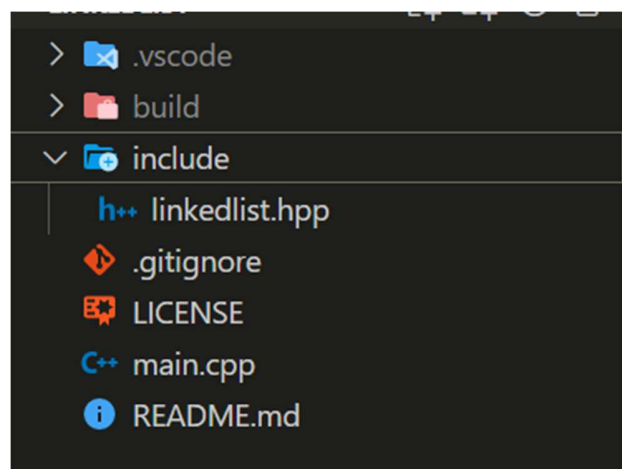 .vscode
build
include
h++ linkedlist.hpp
.gitignore
LICENSE
C++ main.cpp
README.md